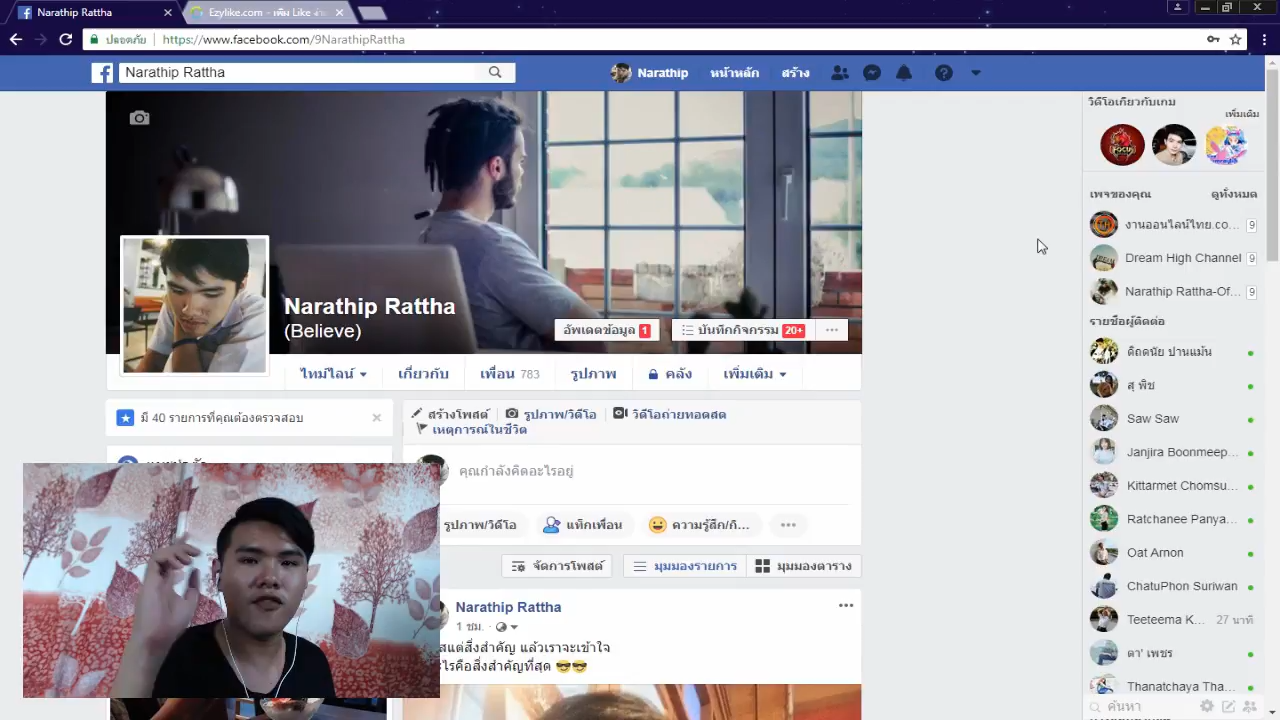 Narathip Rattha
Ezylike.com - เพิ่ม Like ง่าย
ปลอดภัย https://www.facebook.com/9NarathipRattha
Narathip Rattha
Narathip หน้าหลัก สร้าง
Narathip Rattha
(Believe)
อัพเดตข้อมูล 1
บันทึกกิจกรรม 20+
ไทม์ไลน์
เกี่ยวกับ
เพื่อน 783
รูปภาพ
คลัง
เพิ่มเติม
มี 40 รายการที่คุณต้องตรวจสอบ
สร้างโพสต์ รูปภาพ/วิดีโอ วิดีโอถ่ายทอดสด
เหตุการณ์ในชีวิต
คุณกำลังคิดอะไรอยู่
รูปภาพ/วิดีโอ แท็กเพื่อน ความรู้สึก/กิ...
จัดการโพสต์ มุมมองรายการ มุมมองตาราง
Narathip Rattha
1 ชม.
สแต่สิ่งสำคัญ แล้วเราจะเข้าใจ
ะไรคือสิ่งสำคัญที่สุด 😎😎
วิดีโอเกี่ยวกับเกม
เพิ่มเติม
เพจของคุณ ดูทั้งหมด
งานออนไลน์ไทย.co... 9
Dream High Channel 9
Narathip Rattha-Of... 9
รายชื่อผู้ติดต่อ
ดิถดนัย ปานแม้น
สุ พิช
Saw Saw
Janjira Boonmeep...
Kittarmet Chomsu...
Ratchanee Panya...
Oat Arnon
ChatuPhon Suriwan
Teeteema K... 27 นาที
ตา' เพชร
Thanatchaya Tha...
ค้นหา